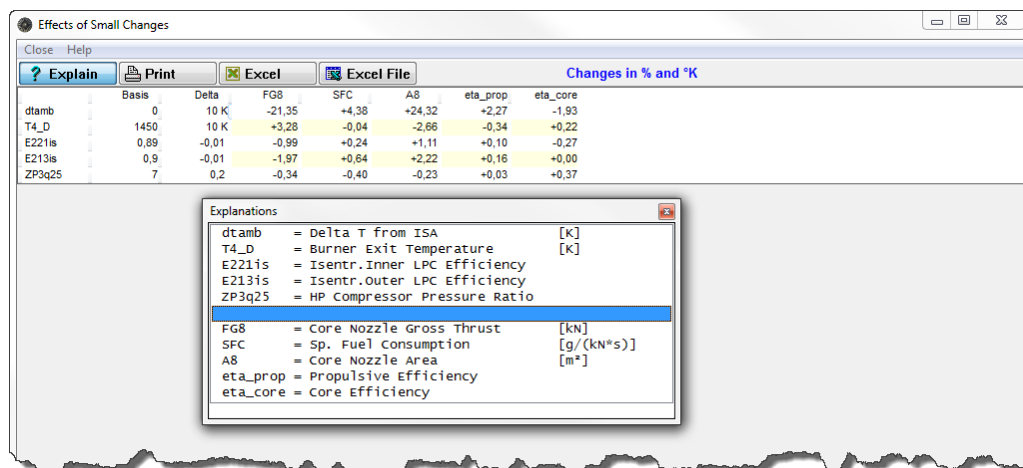 Effects of Small Changes
Close Help
? Explain Print Excel Excel File Changes in % and °K
Basis Delta FG8 SFC A8 eta_prop eta_core
dtamb 0 10 K -21,35 +4,38 +24,32 +2,27 -1,93
T4_D 1450 10 K +3,28 -0,04 -2,66 -0,34 +0,22
E221is 0,89 -0,01 -0,99 +0,24 +1,11 +0,10 -0,27
E213is 0,9 -0,01 -1,97 +0,64 +2,22 +0,16 +0,00
ZP3q25 7 0,2 -0,34 -0,40 -0,23 +0,03 +0,37
Explanations
dtamb = Delta T from ISA [K]
T4_D = Burner Exit Temperature [K]
E221is = Isentr.Inner LPC Efficiency
E213is = Isentr.Outer LPC Efficiency
ZP3q25 = HP Compressor Pressure Ratio
FG8 = Core Nozzle Gross Thrust [kN]
SFC = Sp. Fuel Consumption [g/(kN*s)]
A8 = Core Nozzle Area [m²]
eta_prop = Propulsive Efficiency
eta_core = Core Efficiency